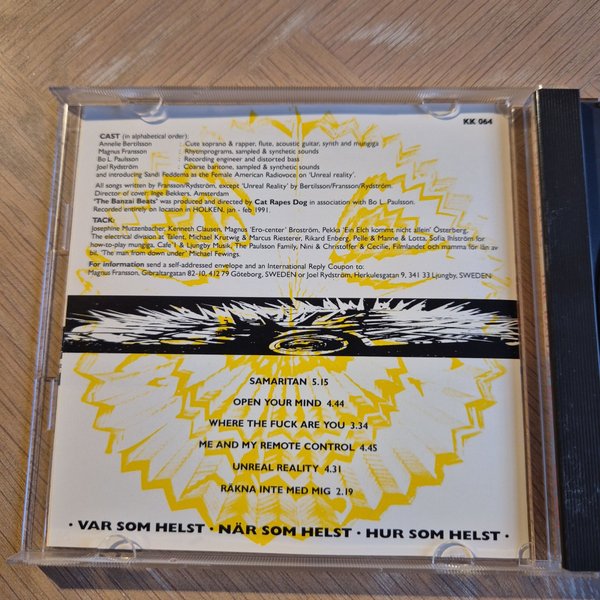 KK 064
CAST (in alphabetical order):
Annelie Bertilsson : Cute soprano & rapper, flute, acoustic guitar, synth and mungiga
Magnus Fransson : Rhytmprograms, sampled & synthetic sounds
Bo L. Paulsson : Recording engineer and distorted bass
Joel Rydström : Coarse baritone, sampled & synthetic sounds
and introducing Sandi Feddema as the Female American Radiovoice on 'Unreal reality'.
All songs written by Fransson/Rydström, except 'Unreal Reality' by Bertilsson/Fransson/Rydström.
Director of cover: Inge Bekkers, Amsterdam
'The Banzai Beats' was produced and directed by Cat Rapes Dog in association with Bo L. Paulsson.
Recorded entirely on location in HOLKEN, jan - feb 1991.
TACK:
Josephine Mutzenbacher, Kenneth Clausen, Magnus 'Ero-center' Broström, Pekka 'Ein Elch kommt nicht allein' Österberg,
The electrical division at Talent, Michael Krutwig & Marcus Riesterer, Rikard Enberg, Pelle & Manne & Lotta, Sofia Ihlström for
how-to-play mungiga, Café'1 & Ljungby Musik, The Paulsson Family, Nini & Christoffer & Cecilie, Filmlandet och mamma för lån av
bil, 'The man from down under' Michael Fewings.
For information send a self-addressed envelope and an International Reply Coupon to:
Magnus Fransson, Gibraltargatan 82-10, 412 79 Göteborg, SWEDEN or Joel Rydström, Herkulesgatan 9, 341 33 Ljungby, SWEDEN
SAMARITAN 5.15
OPEN YOUR MIND 4.44
WHERE THE FUCK ARE YOU 3.34
ME AND MY REMOTE CONTROL 4.45
UNREAL REALITY 4.31
RÄKNA INTE MED MIG 2.19
· VAR SOM HELST · NÄR SOM HELST · HUR SOM HELST ·